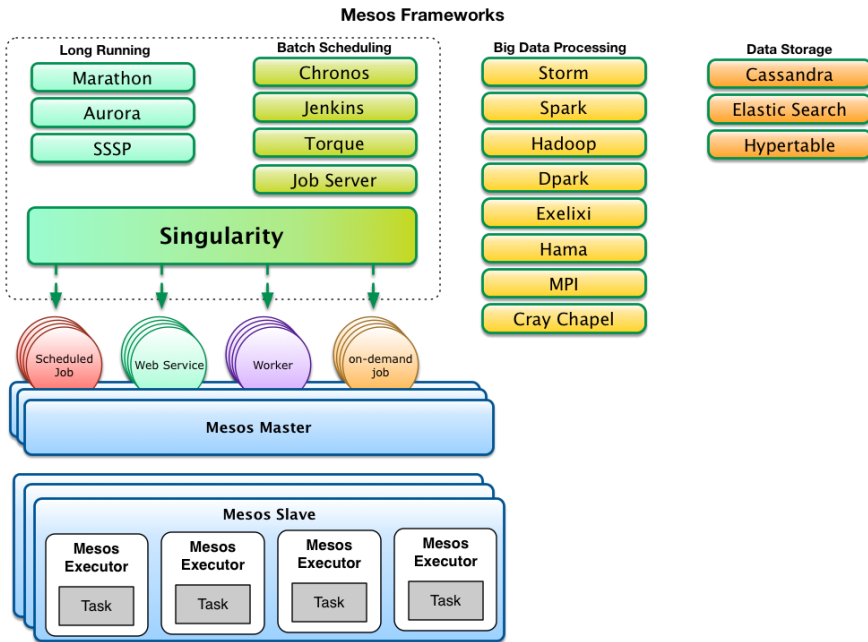 Mesos Frameworks
Long Running
Marathon
Aurora
SSSP
Batch Scheduling
Chronos
Jenkins
Torque
Job Server
Big Data Processing
Storm
Spark
Hadoop
Dpark
Exelixi
Hama
MPI
Cray Chapel
Data Storage
Cassandra
Elastic Search
Hypertable
Singularity
Scheduled
Job
Web Service
Worker
on-demand
job
Mesos Master
Mesos Slave
Mesos
Executor
Task
Mesos
Executor
Task
Mesos
Executor
Task
Mesos
Executor
Task